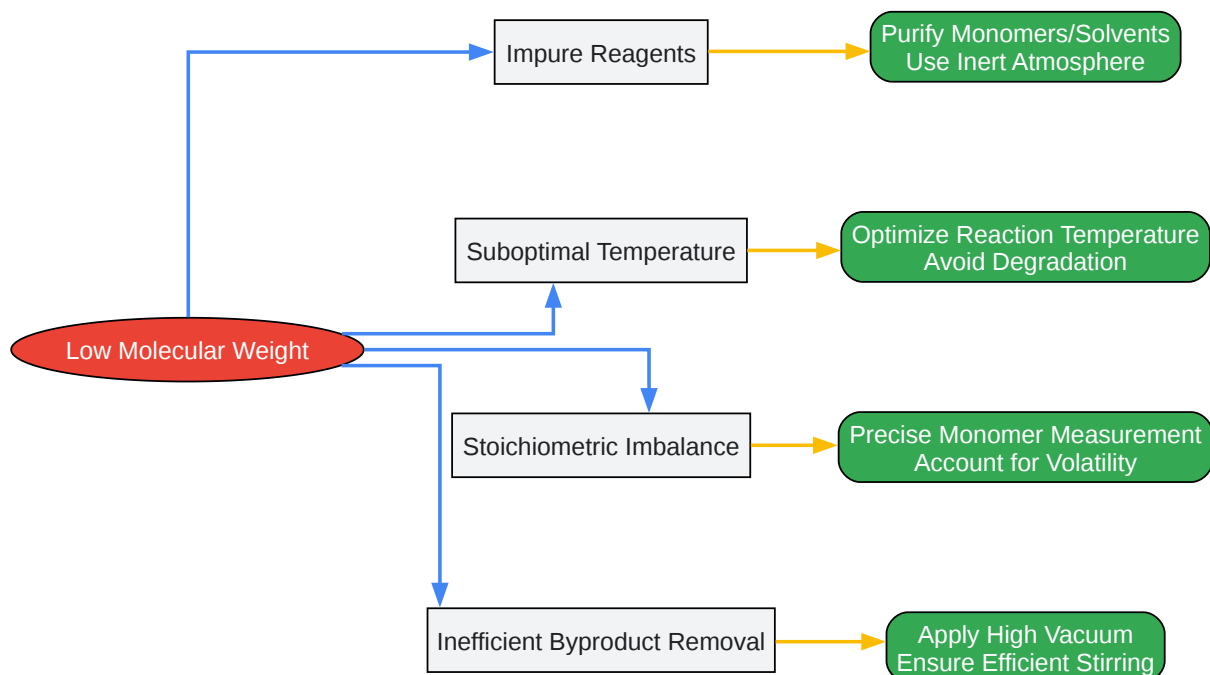 Impure Reagents
Purify Monomers/Solvents
Use Inert Atmosphere
Suboptimal Temperature
Optimize Reaction Temperature
Avoid Degradation
Low Molecular Weight
Stoichiometric Imbalance
Precise Monomer Measurement
Account for Volatility
Inefficient Byproduct Removal
Apply High Vacuum
Ensure Efficient Stirring